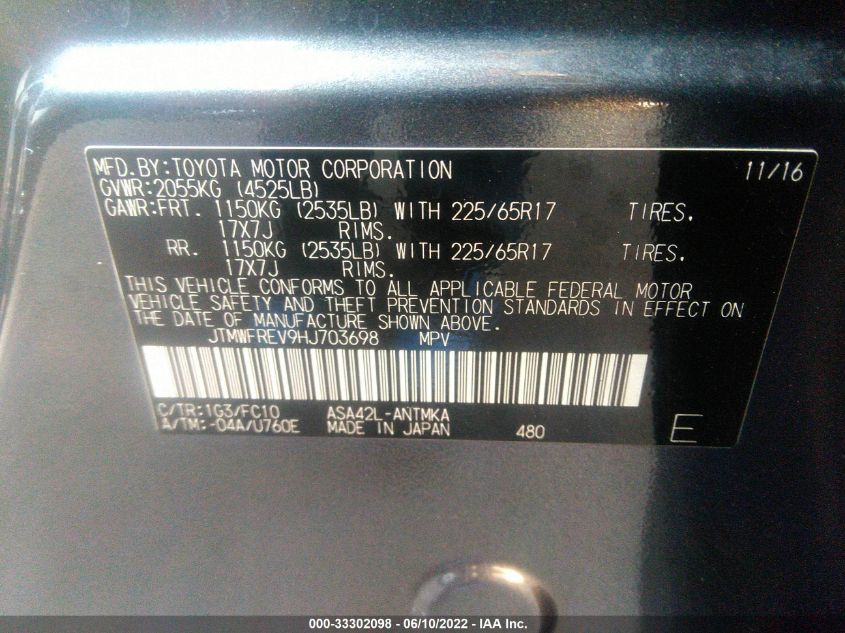 MFD.BY:TOYOTA MOTOR CORPORATION 11/16
GVWR:2055KG (4525LB)
GAWR:FRT. 1150KG (2535LB) WITH 225/65R17 TIRES.
17X7J RIMS.
RR. 1150KG (2535LB) WITH 225/65R17 TIRES.
17X7J RIMS.
THIS VEHICLE CONFORMS TO ALL APPLICABLE FEDERAL MOTOR
VEHICLE SAFETY AND THEFT PREVENTION STANDARDS IN EFFECT ON
THE DATE OF MANUFACTURE SHOWN ABOVE.
JTMWFREV9HJ703698 MPV
C/TR:1G3/FC10 ASA42L-ANTMKA
A/TM:-04A/U760E MADE IN JAPAN 480 E
000-33302098 - 06/10/2022 - IAA Inc.